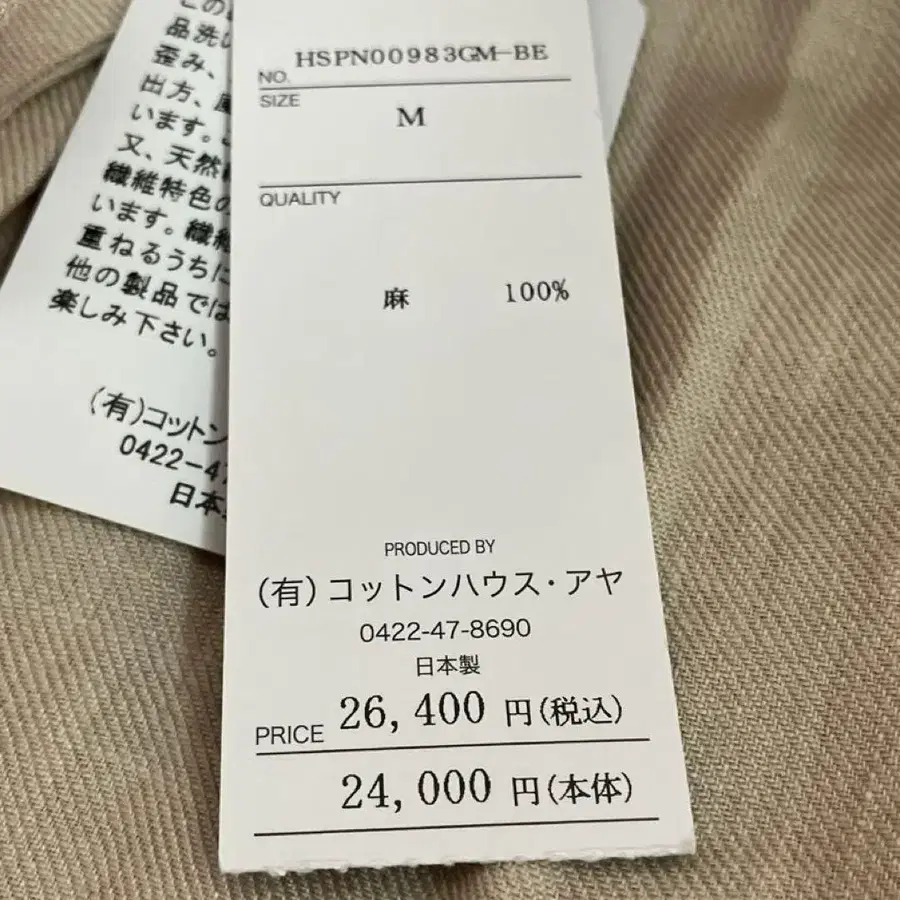 NO. HSPN00983GM-BE
SIZE
M
QUALITY
麻 100%
PRODUCED BY
(有)コットンハウス・アヤ
0422-47-8690
日本製
PRICE 26,400 円(税込)
24,000 円(本体)
品洗い
歪み、
出方、
います。
又、天然
繊維特色の
います。繊維
重ねるうちに
他の製品では
楽しみ下さい。
(有)コットン
0422-47
日本